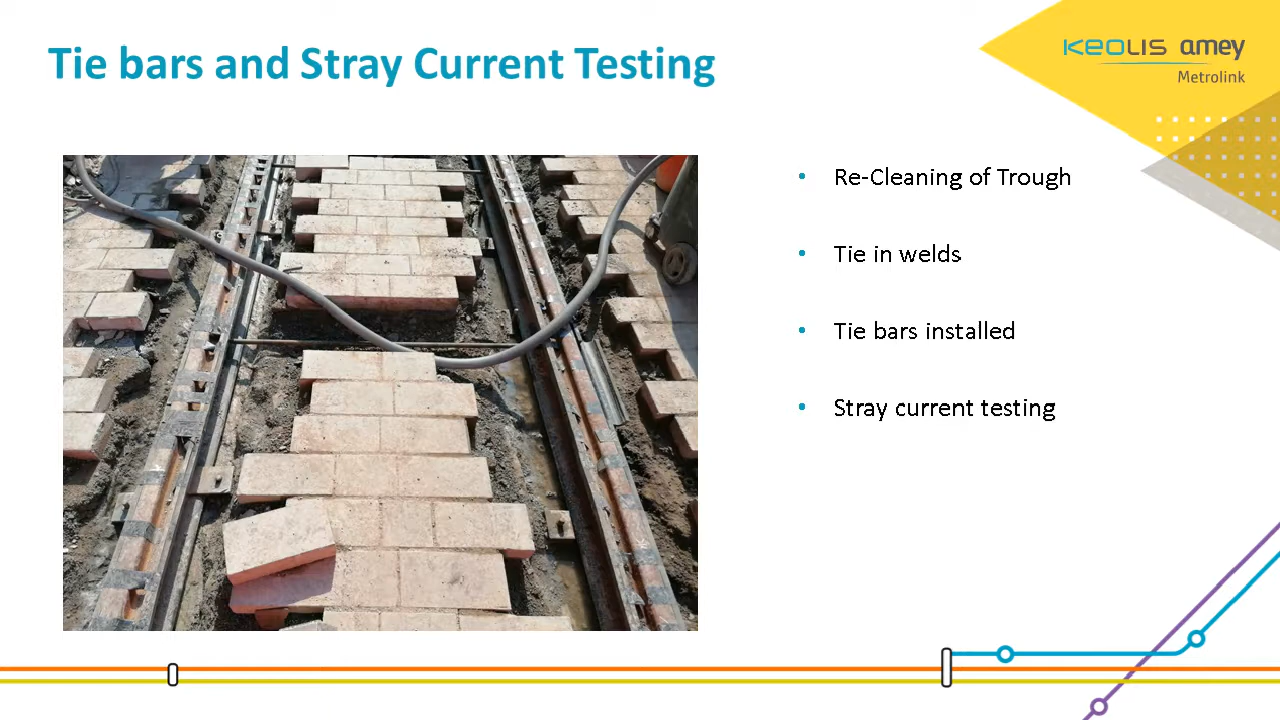 Tie bars and Stray Current Testing
KEOLIS amey
Metrolink
• Re-Cleaning of Trough
• Tie in welds
• Tie bars installed
• Stray current testing